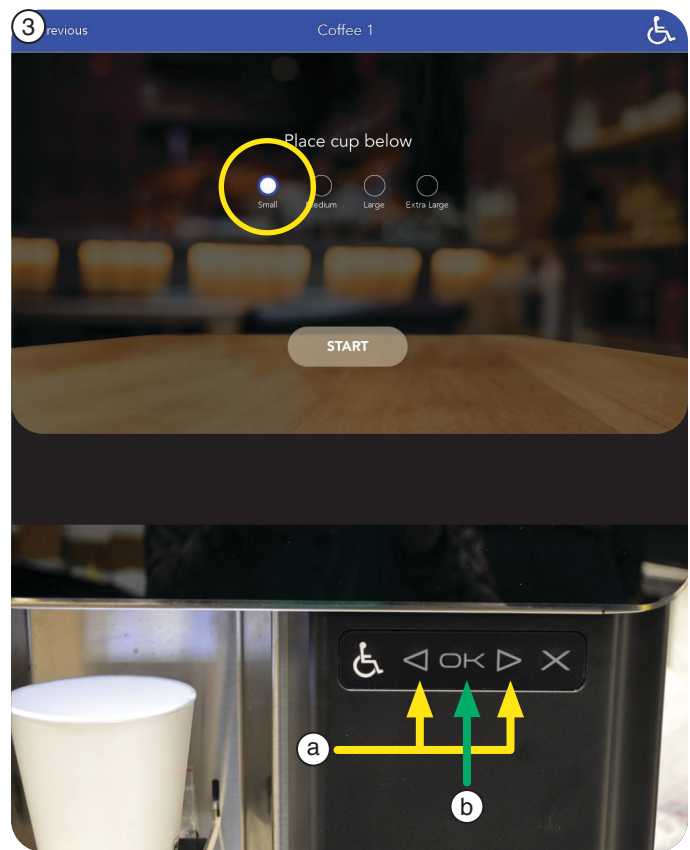 3 revious
Coffee 1
Place cup below
Small
edium
Large
Extra Large
START
OK
a
b